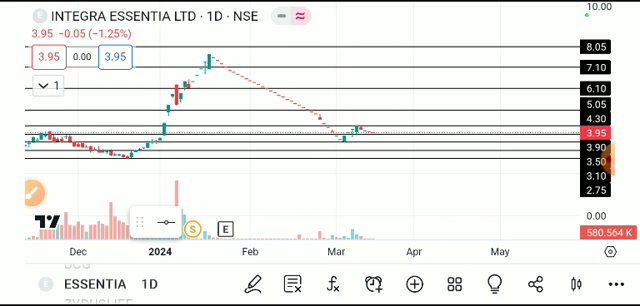 E INTEGRA ESSENTIA LTD · 1D · NSE
3.95 −0.05 (−1.25%)
3.95 0.00 3.95
1
10.00
8.05
7.10
6.10
5.05
4.30
3.95
3.90
3.50
3.10
2.75
0.00
580.564 K
S E
Dec 2024 Feb Mar Apr May
ESSENTIA 1D